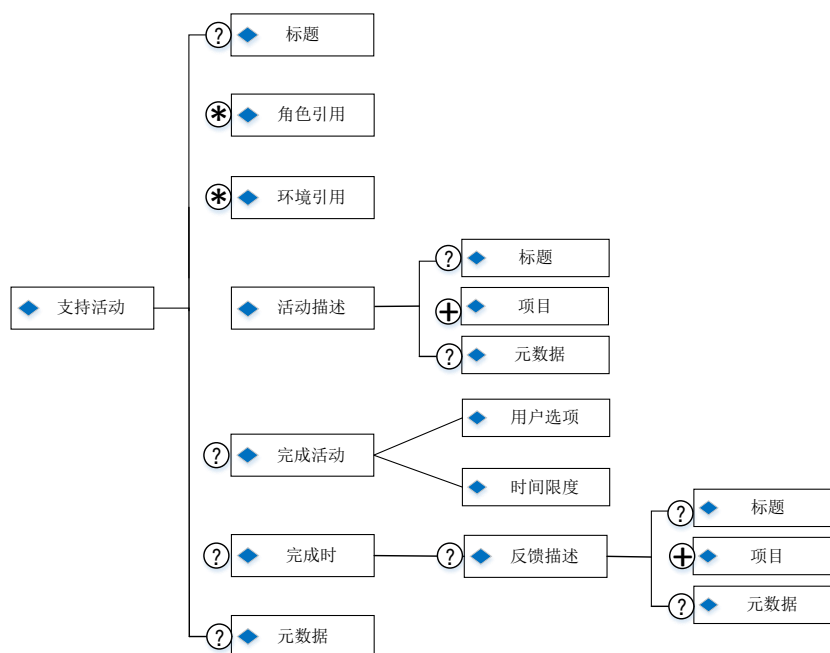 ? 标题
* 角色引用
* 环境引用
支持活动
活动描述
? 标题
+ 项目
? 元数据
? 完成活动
用户选项
时间限度
? 完成时
? 反馈描述
? 标题
+ 项目
? 元数据
? 元数据